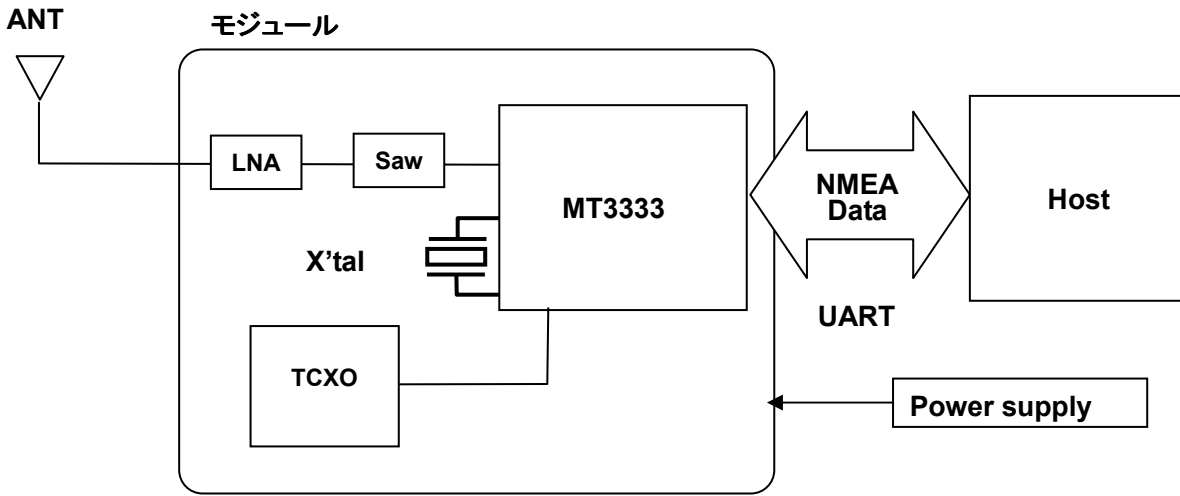 ANT
モジュール
LNA
Saw
MT3333
NMEA
Data
Host
X’tal
UART
TCXO
Power supply